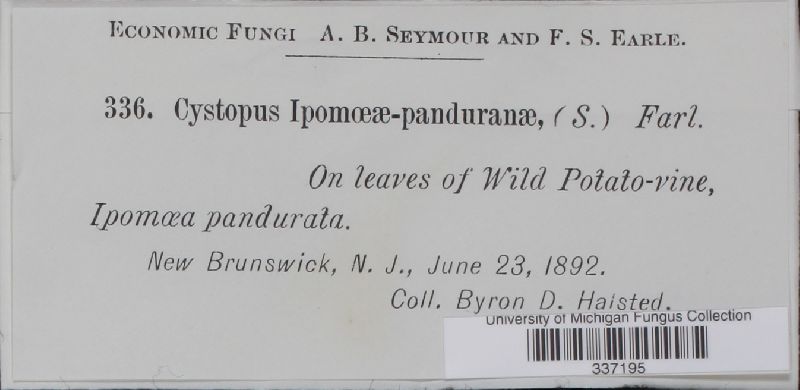 Economic Fungi A. B. Seymour and F. S. Earle.
336. Cystopus Ipomœæ-panduranæ, (S.) Farl.
On leaves of Wild Potato-vine,
Ipomœa pandurata.
New Brunswick, N. J., June 23, 1892.
Coll. Byron D. Halsted.
University of Michigan Fungus Collection
337195